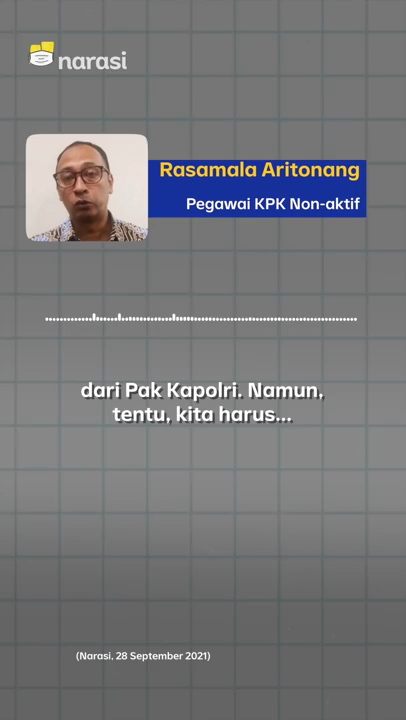 narasi
Rasamala Aritonang
Pegawai KPK Non-aktif
dari Pak Kapolri. Namun,
tentu, kita harus...
(Narasi, 28 September 2021)